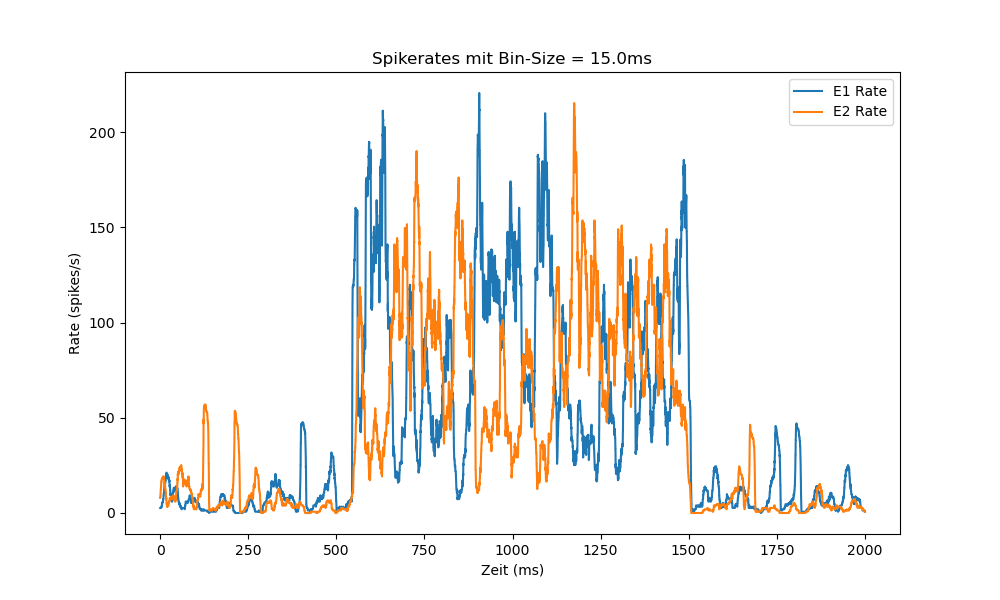 Spikerates mit Bin-Size = 15.0ms
E1 Rate
E2 Rate
Rate (spikes/s)
200
150
100
50
0
0 250 500 750 1000 1250 1500 1750 2000
Zeit (ms)